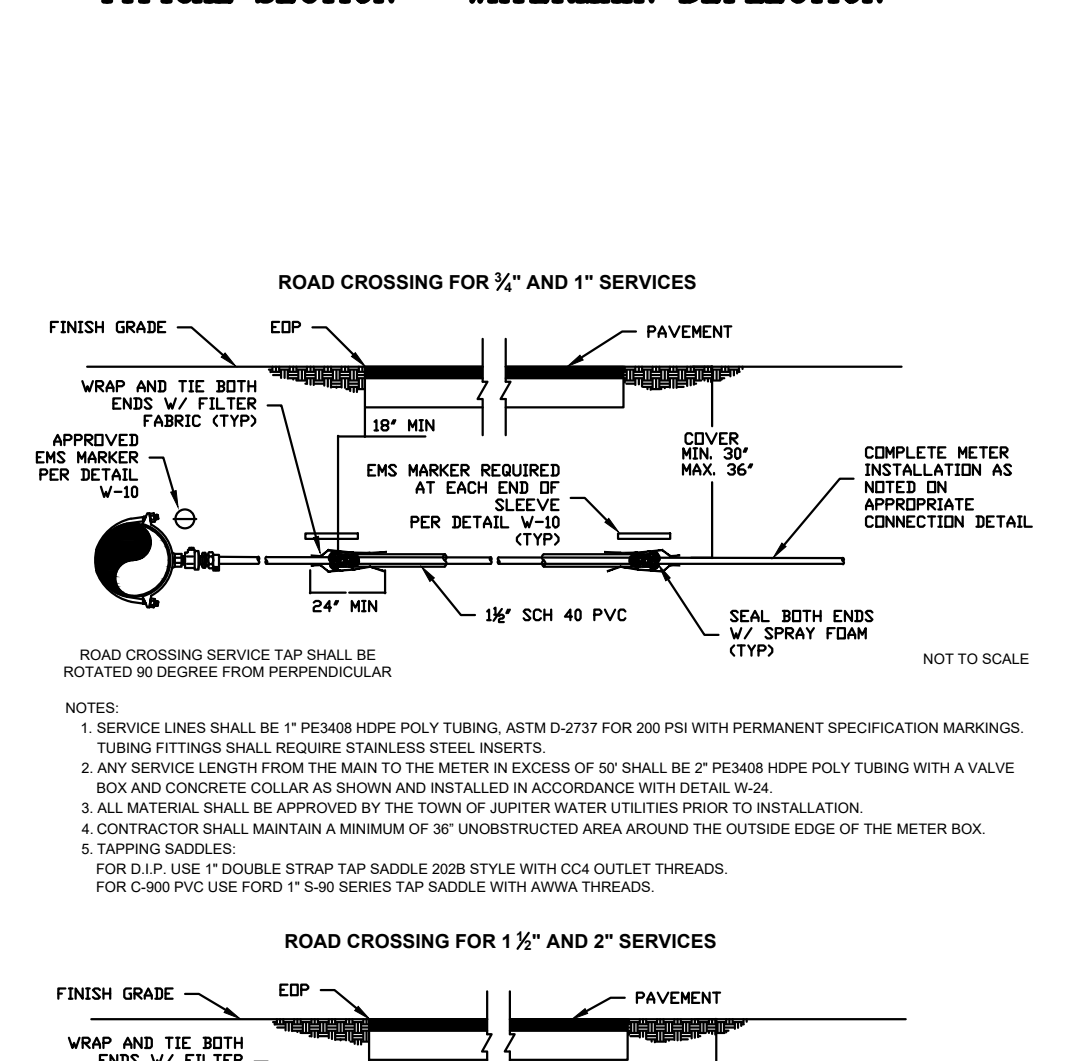 ROAD CROSSING FOR ¾" AND 1" SERVICES
FINISH GRADE
EOP
PAVEMENT
WRAP AND TIE BOTH
ENDS W/ FILTER
FABRIC (TYP)
18" MIN
APPROVED
EMS MARKER
PER DETAIL
W-10
EMS MARKER REQUIRED
AT EACH END OF
SLEEVE
PER DETAIL W-10
(TYP)
COVER
MIN. 30"
MAX. 36"
COMPLETE METER
INSTALLATION AS
NOTED ON
APPROPRIATE
CONNECTION DETAIL
24" MIN
1½" SCH 40 PVC
SEAL BOTH ENDS
W/ SPRAY FOAM
(TYP)
ROAD CROSSING SERVICE TAP SHALL BE
ROTATED 90 DEGREE FROM PERPENDICULAR
NOT TO SCALE
NOTES:
1. SERVICE LINES SHALL BE 1" PE3408 HDPE POLY TUBING, ASTM D-2737 FOR 200 PSI WITH PERMANENT SPECIFICATION MARKINGS.
TUBING FITTINGS SHALL REQUIRE STAINLESS STEEL INSERTS.
2. ANY SERVICE LENGTH FROM THE MAIN TO THE METER IN EXCESS OF 50' SHALL BE 2" PE3408 HDPE POLY TUBING WITH A VALVE
BOX AND CONCRETE COLLAR AS SHOWN AND INSTALLED IN ACCORDANCE WITH DETAIL W-24.
3. ALL MATERIAL SHALL BE APPROVED BY THE TOWN OF JUPITER WATER UTILITIES PRIOR TO INSTALLATION.
4. CONTRACTOR SHALL MAINTAIN A MINIMUM OF 36" UNOBSTRUCTED AREA AROUND THE OUTSIDE EDGE OF THE METER BOX.
5. TAPPING SADDLES:
FOR D.I.P. USE 1" DOUBLE STRAP TAP SADDLE 202B STYLE WITH CC4 OUTLET THREADS.
FOR C-900 PVC USE FORD 1" S-90 SERIES TAP SADDLE WITH AWWA THREADS.
ROAD CROSSING FOR 1 ½" AND 2" SERVICES
FINISH GRADE
EOP
PAVEMENT
WRAP AND TIE BOTH
ENDS W/ FILTER